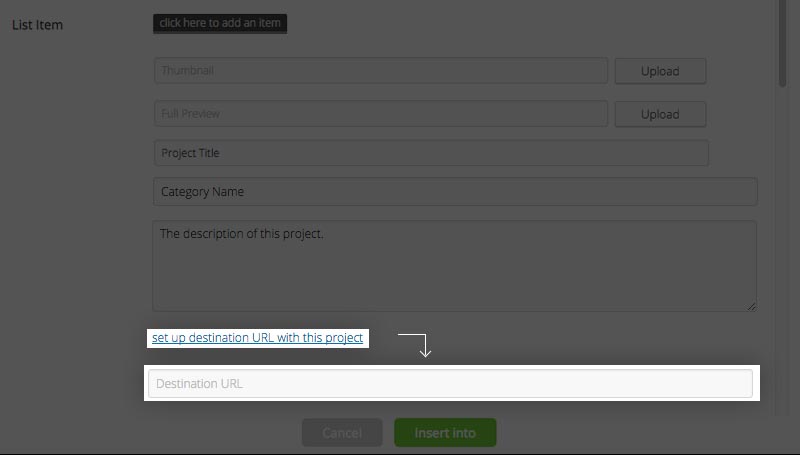 List Item
click here to add an item
Thumbnail
Upload
Full Preview
Upload
Project Title
Category Name
The description of this project.
set up destination URL with this project
Destination URL
Cancel
Insert into